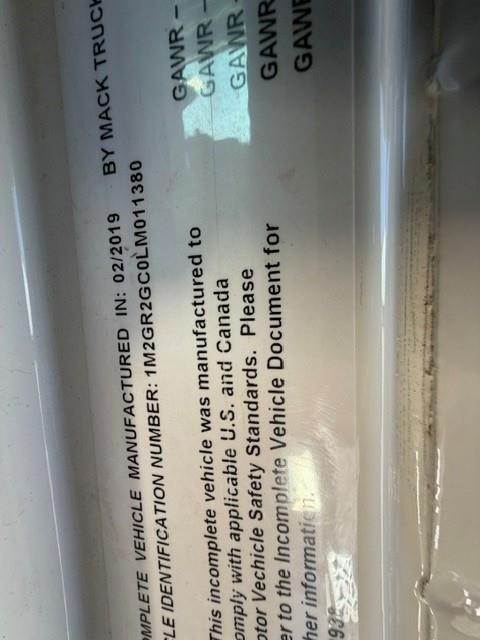 MPLETE VEHICLE MANUFACTURED IN: 02/2019 BY MACK TRUCK
LE IDENTIFICATION NUMBER: 1M2GR2GC0LM011380
GAWR -
GAWR -
GAWR-
GAWR
GAWR
This incomplete vehicle was manufactured to
omply with applicable U.S. and Canada
otor Vechicle Safety Standards. Please
er to the Incomplete Vehicle Document for
her information.